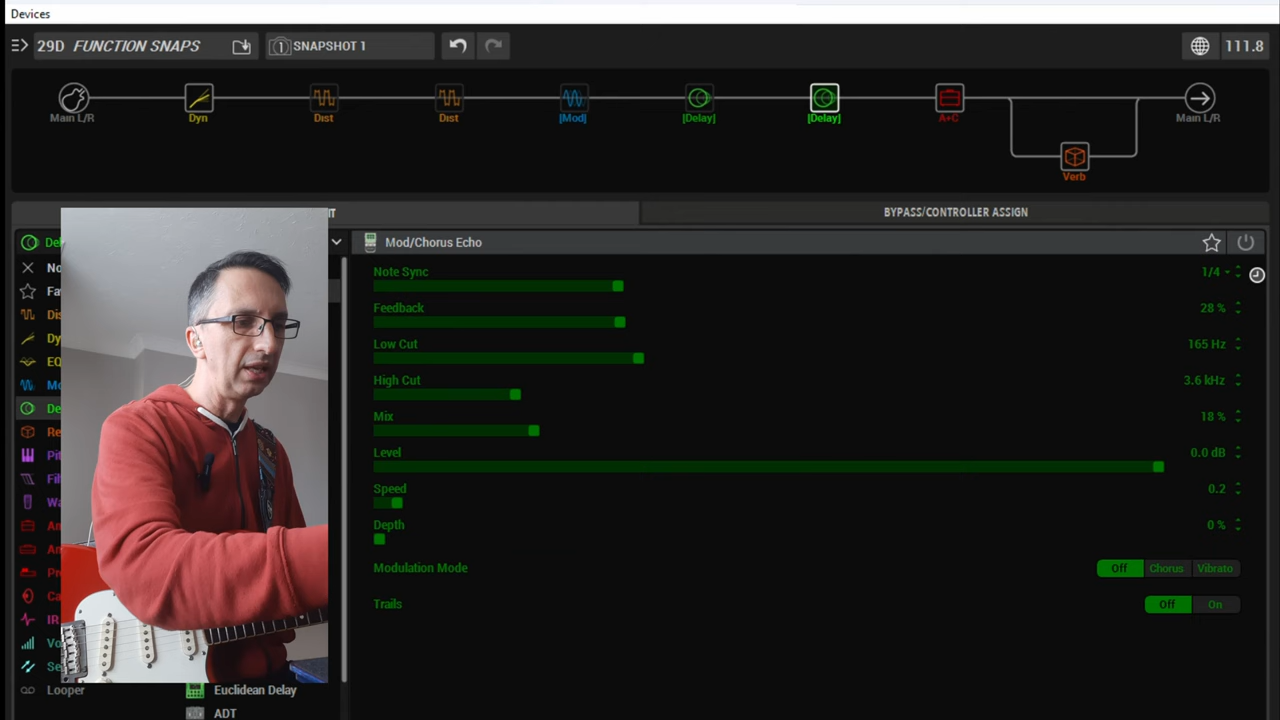 Devices
29D FUNCTION SNAPS
1 SNAPSHOT 1
111.8
Main L/R
Dyn
Dist
Dist
|Mod|
|Delay|
|Delay|
A+C
Main L/R
Verb
BYPASS/CONTROLLER ASSIGN
Mod/Chorus Echo
Note Sync
1/4
Feedback
28 %
Low Cut
165 Hz
High Cut
3.6 kHz
Mix
18 %
Level
0.0 dB
Speed
0.2
Depth
0 %
Modulation Mode
Off Chorus Vibrato
Trails
Off On
Looper
Euclidean Delay
ADT